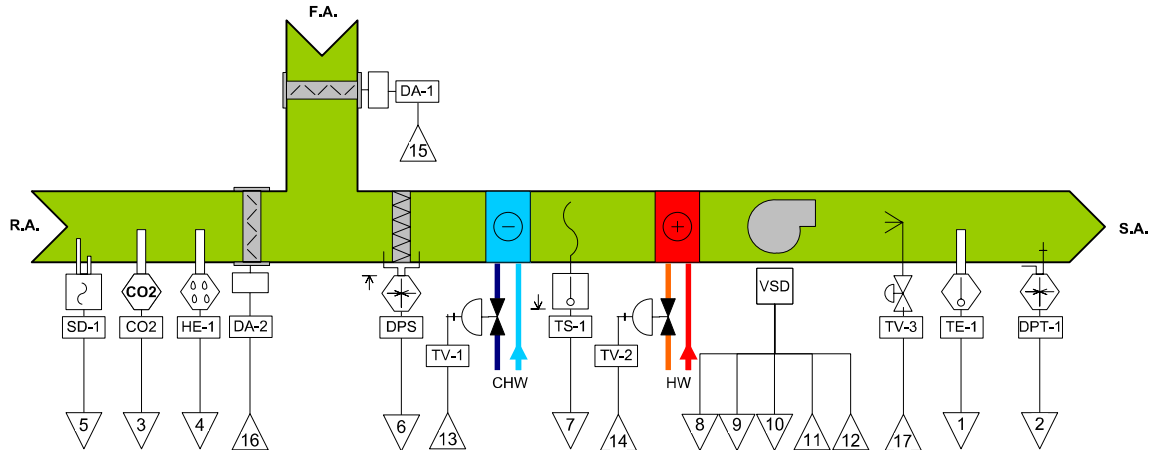 F.A.
DA-1
15
R.A.
S.A.
CO2
VSD
SD-1
CO2
HE-1
DA-2
DPS
TV-1
TS-1
TV-2
TV-3
TE-1
DPT-1
CHW
HW
5
3
4
16
6
13
7
14
8
9
10
11
12
17
1
2